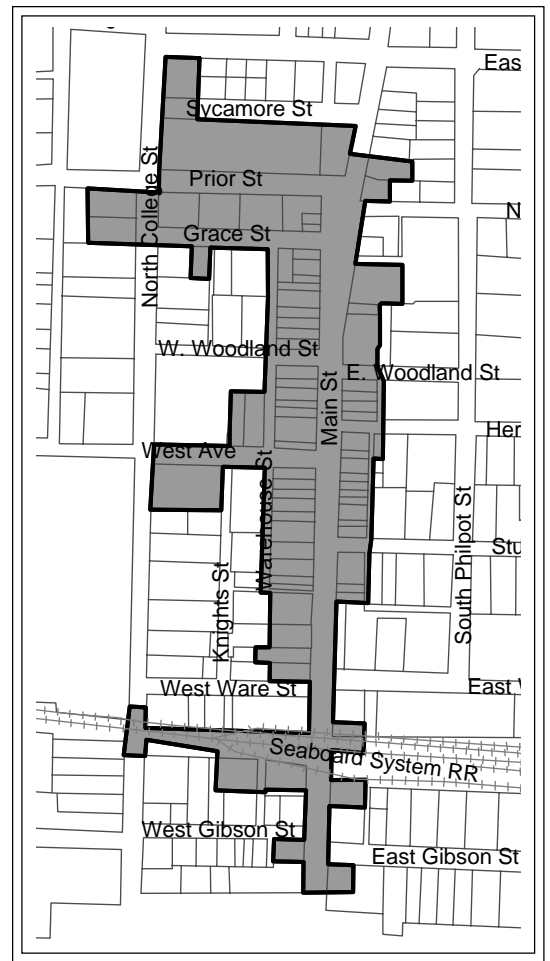 Eas
Sycamore St
Prior St
North College St
N
Grace St
W. Woodland St
E. Woodland St
Main St
Her
West Ave
Warehouse St
South Philpot St
Stu
Knights St
West Ware St
East W
Seaboard System RR
West Gibson St
East Gibson St